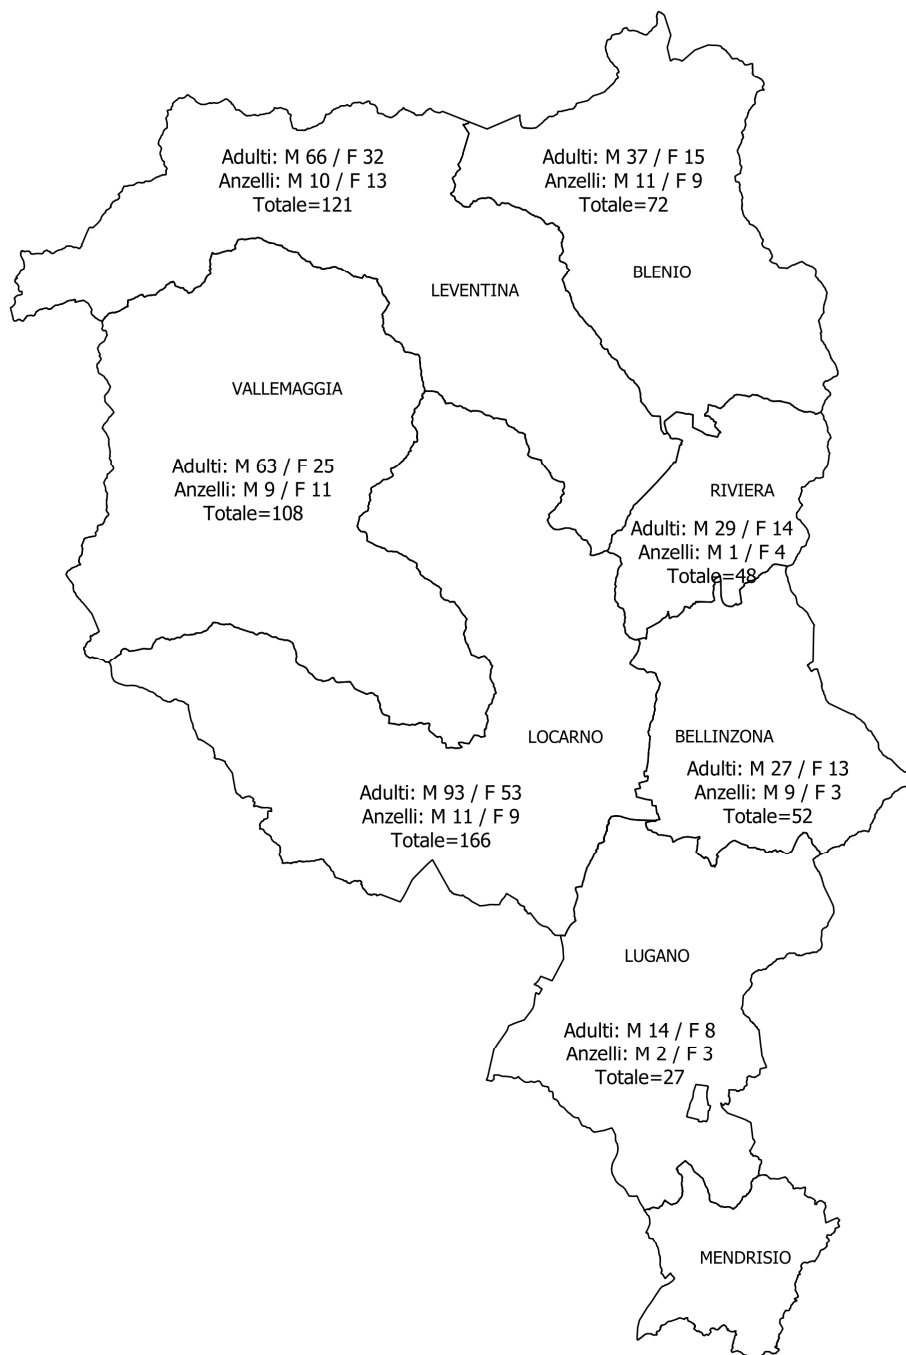 Adulti: M 66 / F 32
Anzelli: M 10 / F 13
Totale=121
Adulti: M 37 / F 15
Anzelli: M 11 / F 9
Totale=72
BLENIO
LEVENTINA
VALLEMAGGIA
Adulti: M 63 / F 25
Anzelli: M 9 / F 11
Totale=108
RIVIERA
Adulti: M 29 / F 14
Anzelli: M 1 / F 4
Totale=48
LOCARNO
Adulti: M 93 / F 53
Anzelli: M 11 / F 9
Totale=166
BELLINZONA
Adulti: M 27 / F 13
Anzelli: M 9 / F 3
Totale=52
LUGANO
Adulti: M 14 / F 8
Anzelli: M 2 / F 3
Totale=27
MENDRISIO